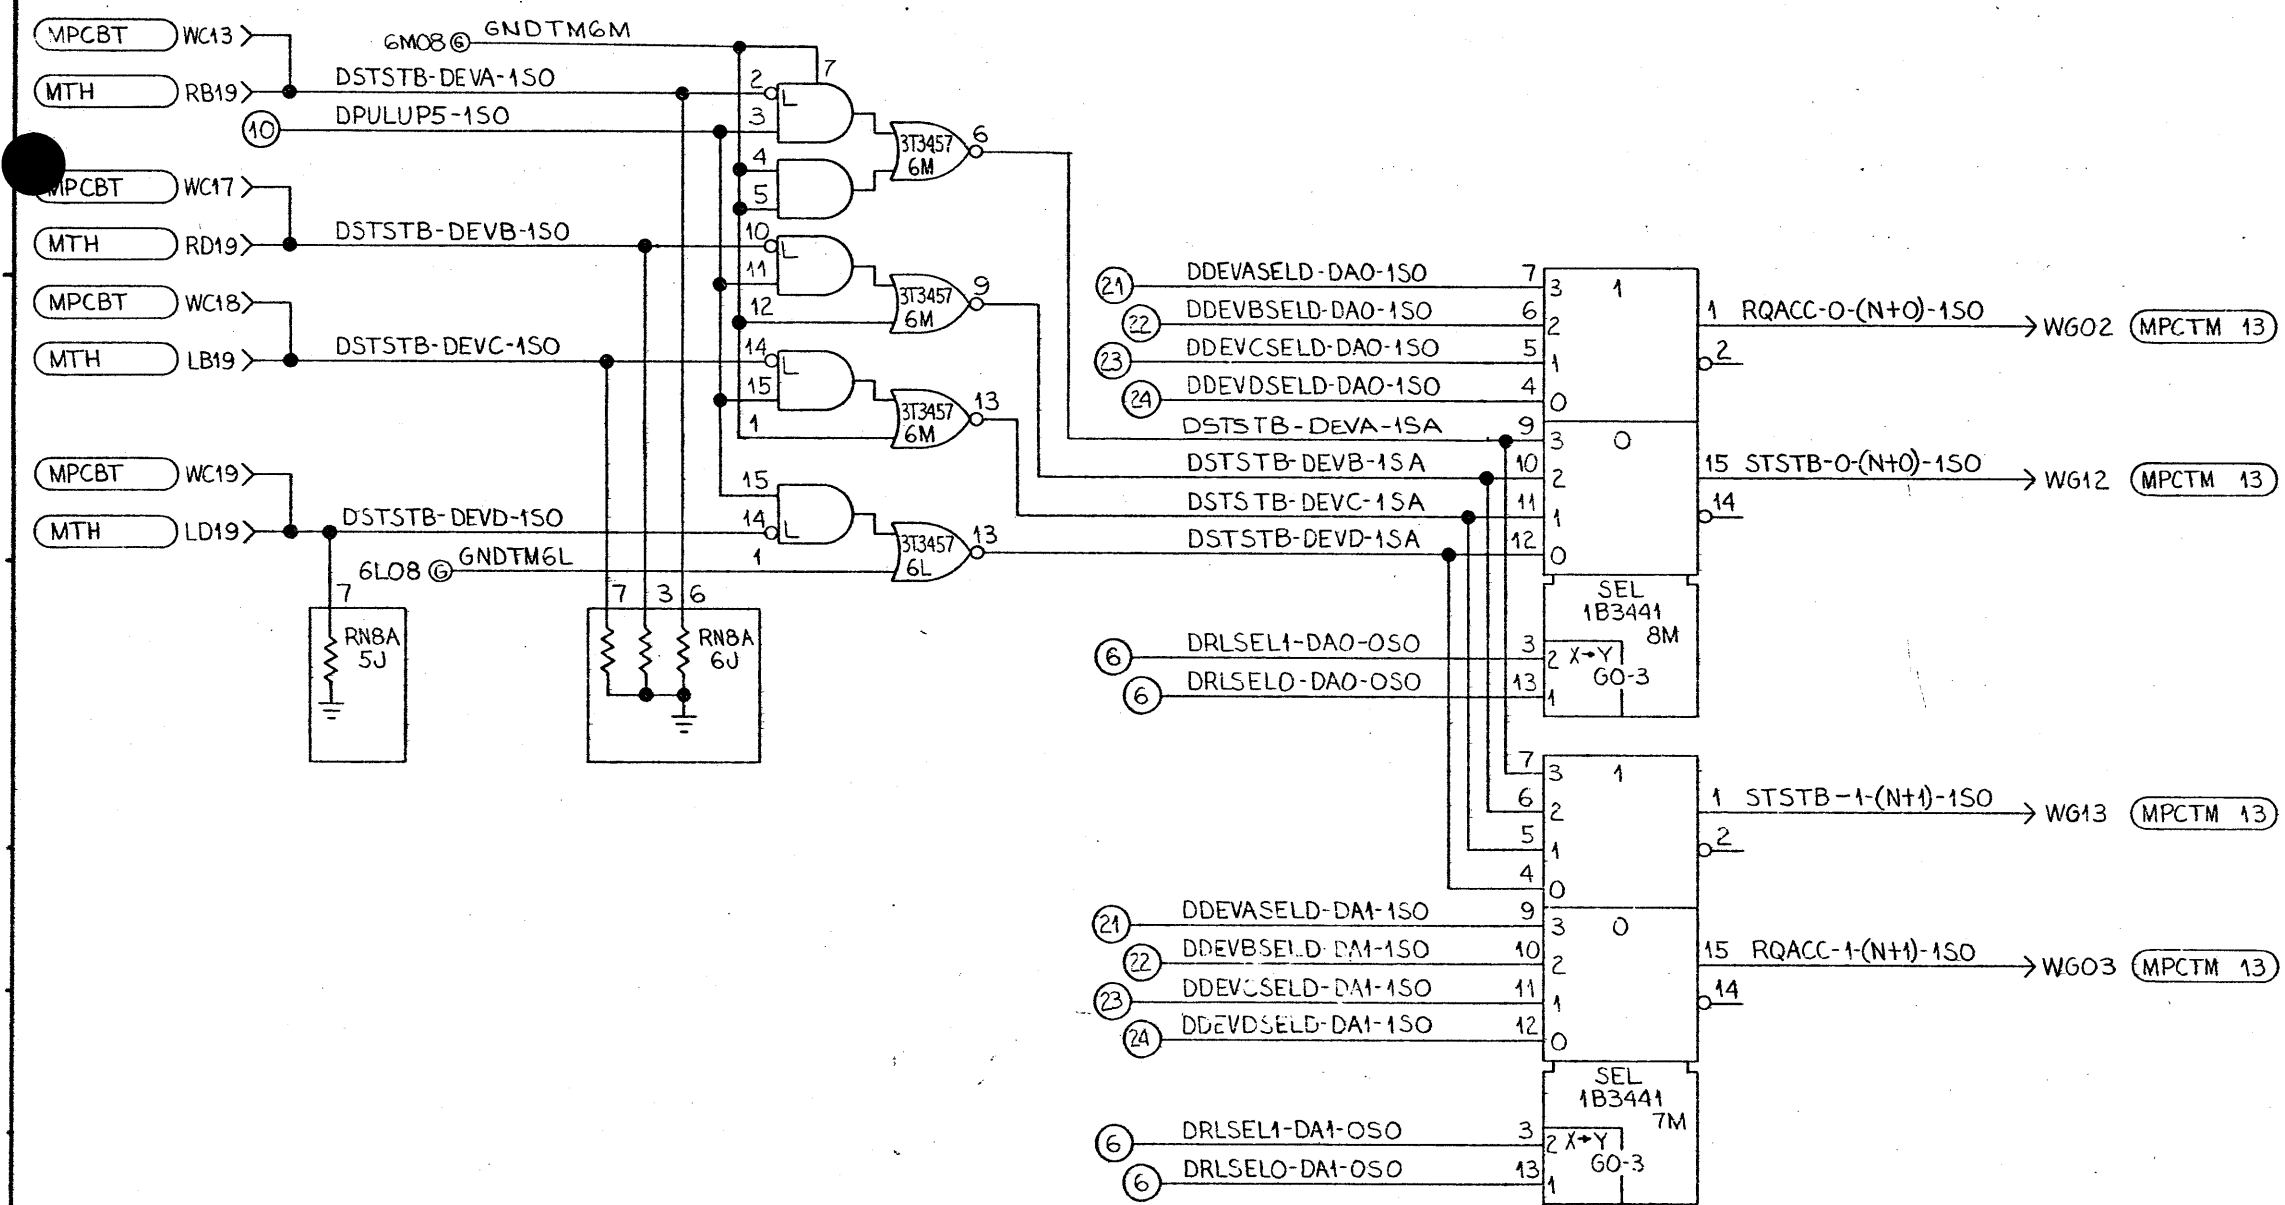 MPCBT WC13
MTH RB19
6M08 G GNDTM6M
DSTSTB-DEVA-1SO
10 DPULUP5-1SO
2 L
3
7
4
5
3T3457
6M
6
MPCBT WC17
MTH RD19
DSTSTB-DEVB-1SO
10 L
11
12
3T3457
6M
9
MPCBT WC18
MTH LB19
DSTSTB-DEVC-1SO
14 L
15
1
3T3457
6M
13
MPCBT WC19
MTH LD19
DSTSTB-DEVD-1SO
15
14 L
1
6L08 G GNDTM6L
3T3457
6L
13
7
RN8A
5J
7 3 6
RN8A
6J
21 DDEVASELD-DA0-1SO 7 3 1
22 DDEVBSELD-DA0-1SO 6 2
23 DDEVCSELD-DA0-1SO 5 1
24 DDEVDSELD-DA0-1SO 4 0
1 RQACC-0-(N+0)-1SO WG02 MPCTM 13
2
DSTSTB-DEVA-1SA 9 3 0
DSTSTB-DEVB-1SA 10 2
DSTSTB-DEVC-1SA 11 1
DSTSTB-DEVD-1SA 12 0
15 STSTB-0-(N+0)-1SO WG12 MPCTM 13
14
SEL
1B3441
8M
6 DRLSEL1-DA0-0SO 3 2 X→Y
G0-3
6 DRLSEL0-DA0-0SO 13 1
7 3 1
6 2
5 1
4 0
1 STSTB-1-(N+1)-1SO WG13 MPCTM 13
2
21 DDEVASELD-DA1-1SO 9 3 0
22 DDEVBSELD-DA1-1SO 10 2
23 DDEVCSELD-DA1-1SO 11 1
24 DDEVDSELD-DA1-1SO 12 0
15 RQACC-1-(N+1)-1SO WG03 MPCTM 13
14
SEL
1B3441
7M
6 DRLSEL1-DA1-0SO 3 2 X→Y
G0-3
6 DRLSEL0-DA1-0SO 13 1